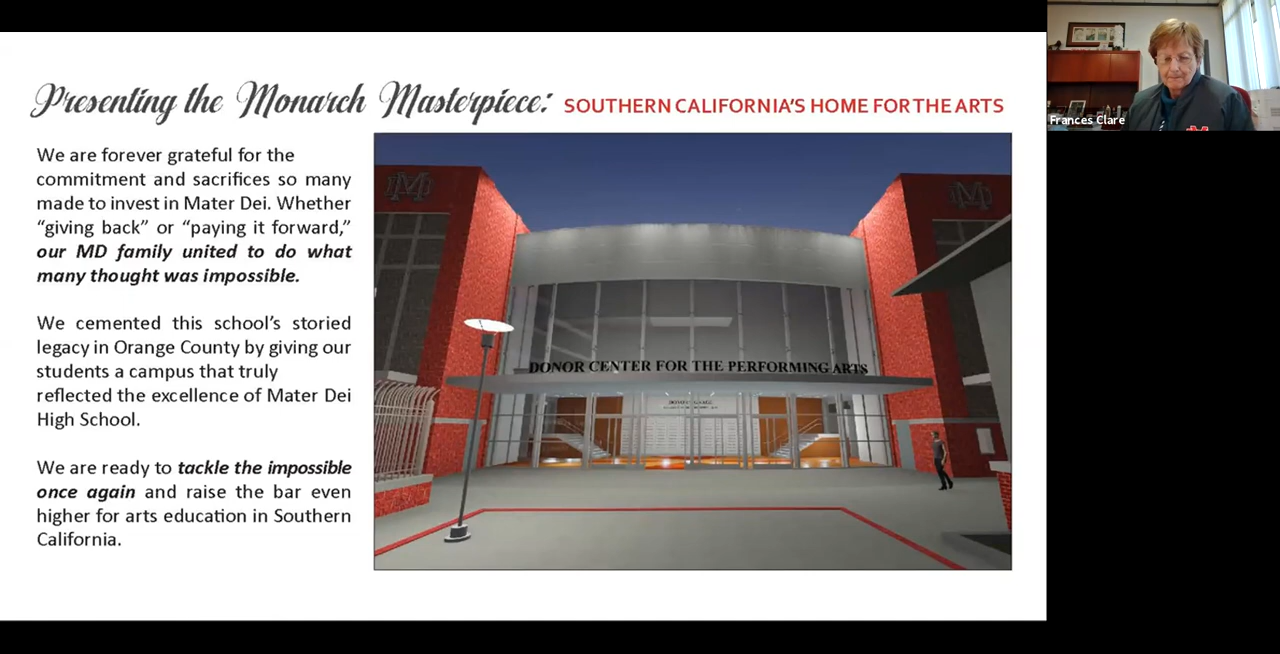 Presenting the Monarch Masterpiece: SOUTHERN CALIFORNIA'S HOME FOR THE ARTS
We are forever grateful for the
commitment and sacrifices so many
made to invest in Mater Dei. Whether
“giving back” or “paying it forward,”
our MD family united to do what
many thought was impossible.
We cemented this school’s storied
legacy in Orange County by giving our
students a campus that truly
reflected the excellence of Mater Dei
High School.
We are ready to tackle the impossible
once again and raise the bar even
higher for arts education in Southern
California.
MD
MD
DONOR CENTER FOR THE PERFORMING ARTS
Frances Clare